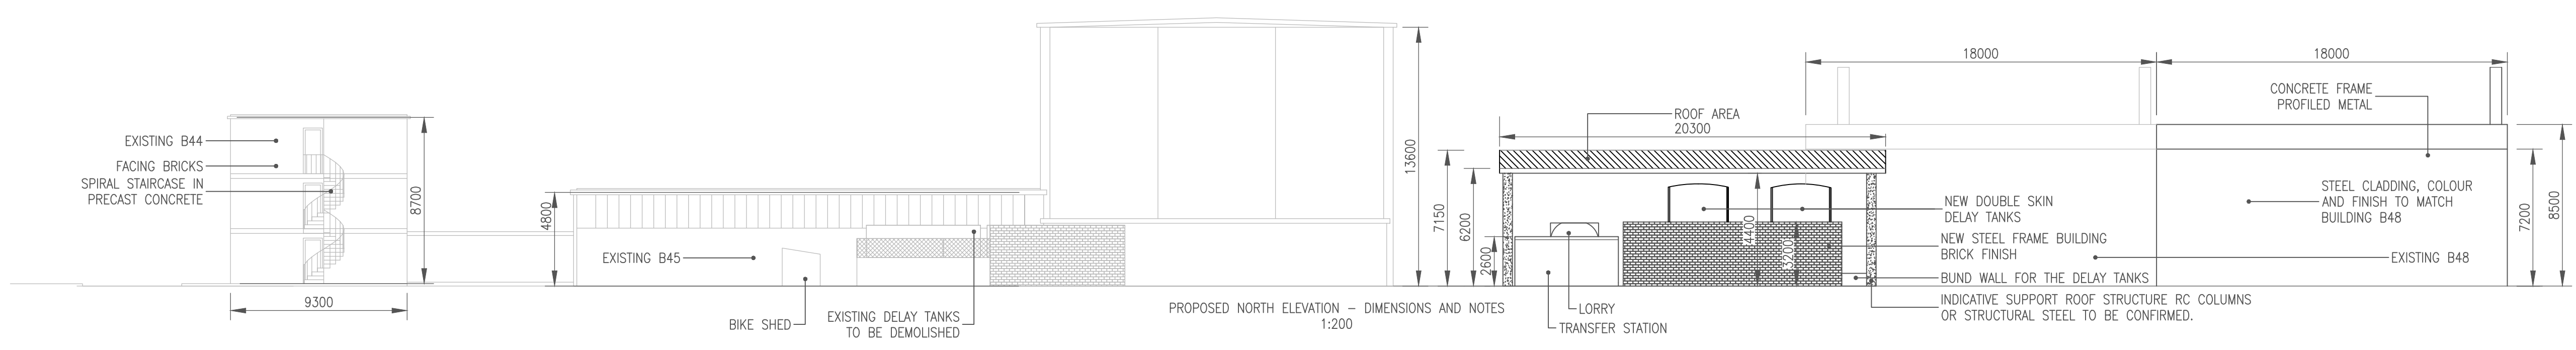 EXISTING B44
FACING BRICKS
SPIRAL STAIRCASE IN
PRECAST CONCRETE
8700
9300
4800
EXISTING B45
BIKE SHED
EXISTING DELAY TANKS
TO BE DEMOLISHED
13600
PROPOSED NORTH ELEVATION – DIMENSIONS AND NOTES
1:200
7150
6200
2600
ROOF AREA
20300
4400
3200
LORRY
TRANSFER STATION
NEW DOUBLE SKIN
DELAY TANKS
NEW STEEL FRAME BUILDING
BRICK FINISH
BUND WALL FOR THE DELAY TANKS
INDICATIVE SUPPORT ROOF STRUCTURE RC COLUMNS
OR STRUCTURAL STEEL TO BE CONFIRMED.
18000
18000
CONCRETE FRAME
PROFILED METAL
STEEL CLADDING, COLOUR
AND FINISH TO MATCH
BUILDING B48
EXISTING B48
7200
8500